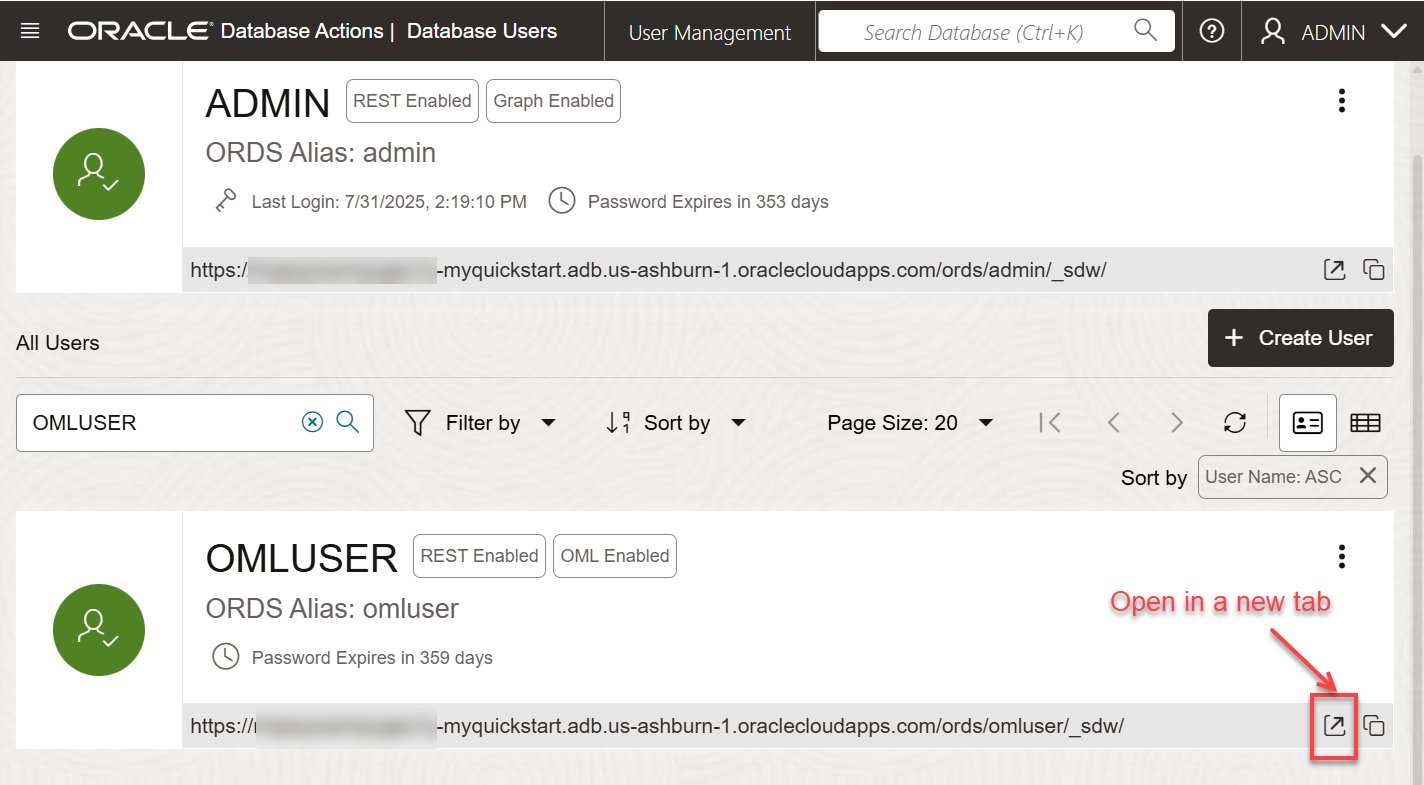 ORACLE Database Actions | Database Users User Management Search Database (Ctrl+K) ADMIN
ADMIN REST Enabled Graph Enabled
ORDS Alias: admin
Last Login: 7/31/2025, 2:19:10 PM Password Expires in 353 days
https:/ -myquickstart.adb.us-ashburn-1.oraclecloudapps.com/ords/admin/_sdw/
All Users + Create User
OMLUSER Filter by Sort by Page Size: 20
Sort by User Name: ASC
OMLUSER REST Enabled OML Enabled
ORDS Alias: omluser
Open in a new tab
Password Expires in 359 days
https:// -myquickstart.adb.us-ashburn-1.oraclecloudapps.com/ords/omluser/_sdw/